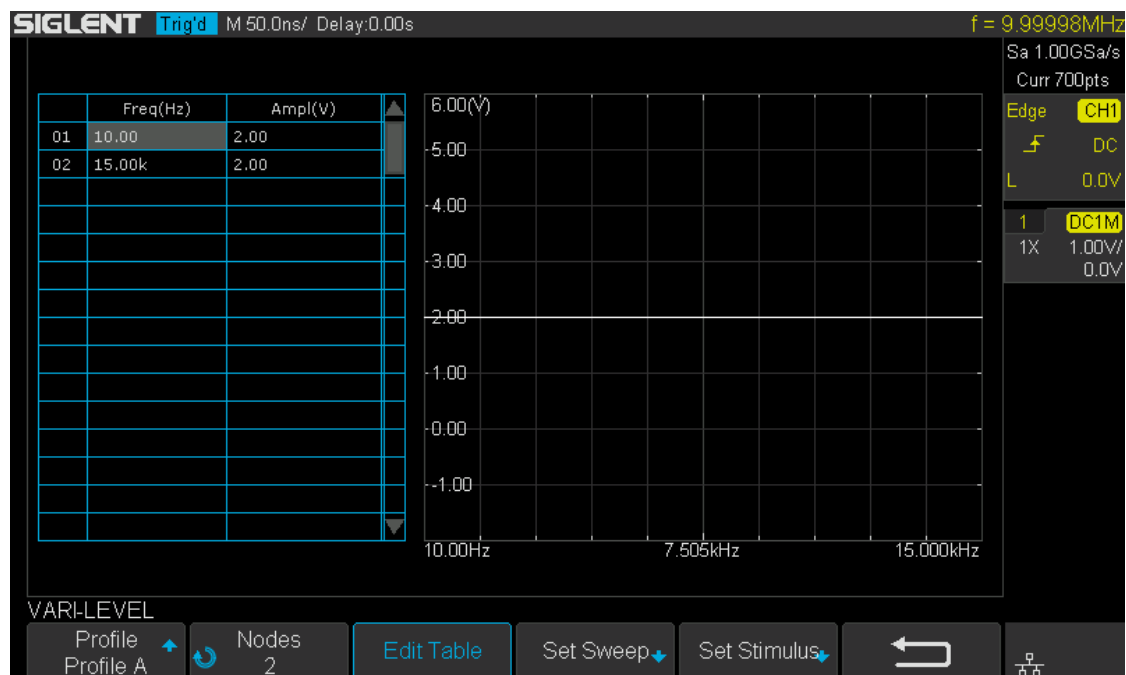 SIGLENT Trig'd M 50.0ns/ Delay:0.00s f = 9.99998MHz
Sa 1.00GSa/s
Curr 700pts
Edge CH1
DC
L 0.0V
1 DC1M
1X 1.00V/
0.0V
Freq(Hz) Ampl(V)
01 10.00 2.00
02 15.00k 2.00
6.00(V)
5.00
4.00
3.00
2.00
1.00
0.00
-1.00
10.00Hz 7.505kHz 15.000kHz
VARI-LEVEL
Profile
Profile A
Nodes
2
Edit Table
Set Sweep
Set Stimulus